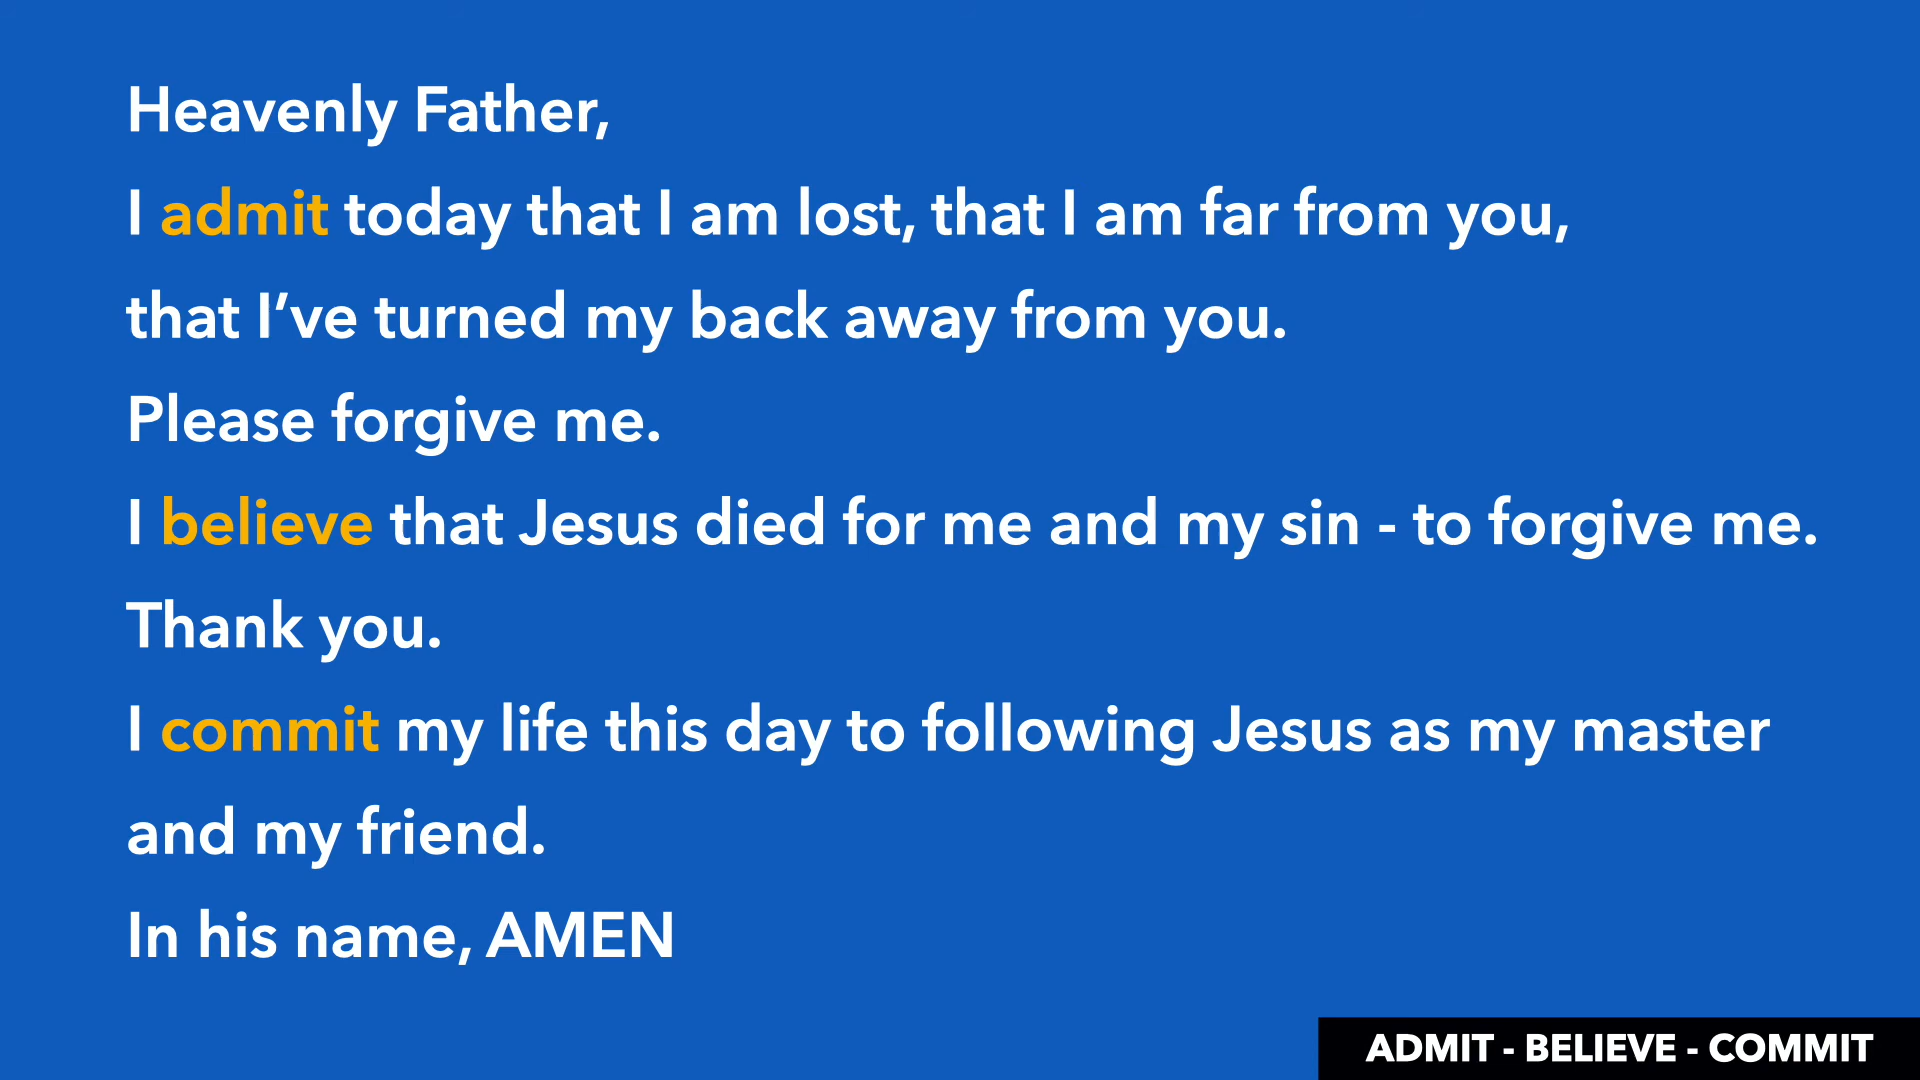 Heavenly Father,
I admit today that I am lost, that I am far from you,
that I’ve turned my back away from you.
Please forgive me.
I believe that Jesus died for me and my sin - to forgive me.
Thank you.
I commit my life this day to following Jesus as my master
and my friend.
In his name, AMEN
ADMIT - BELIEVE - COMMIT